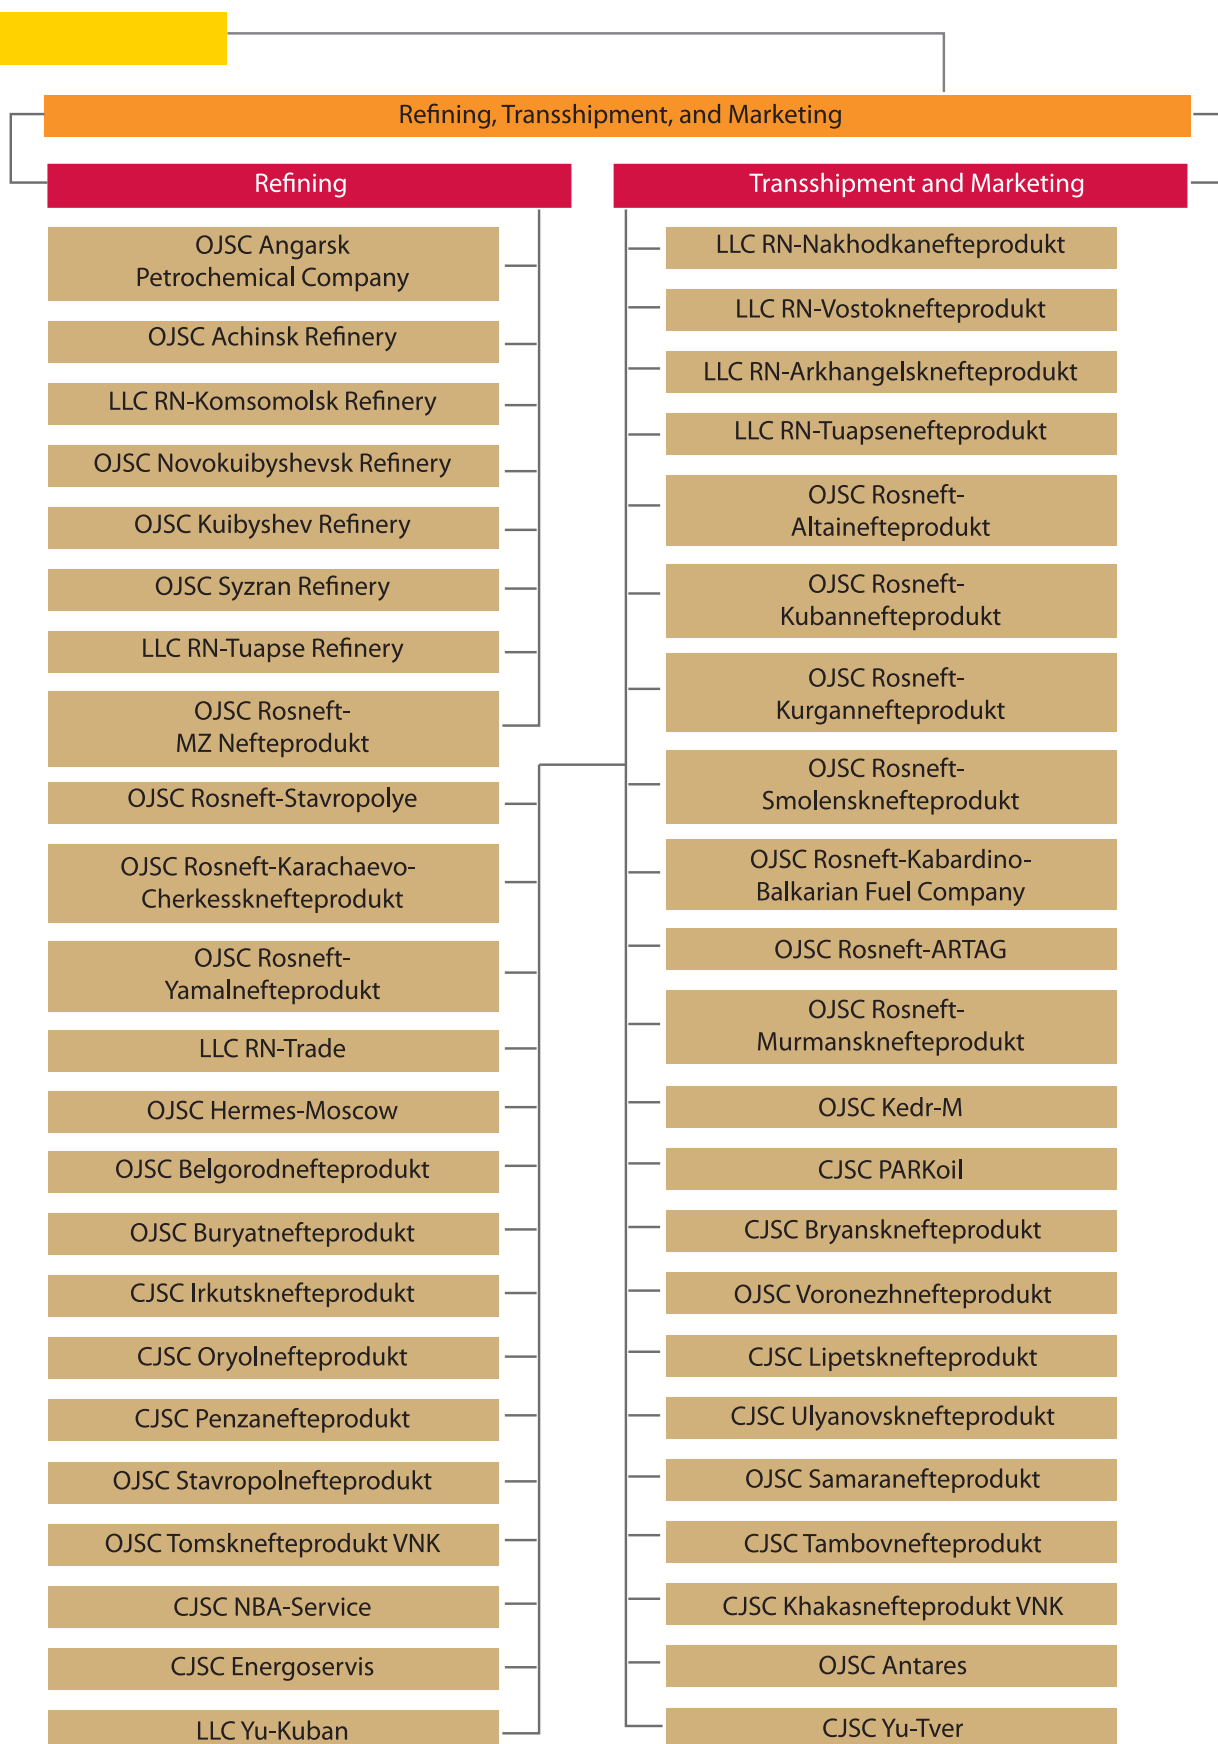 Refining, Transshipment, and Marketing
Refining
OJSC Angarsk
Petrochemical Company
OJSC Achinsk Refinery
LLC RN-Komsomolsk Refinery
OJSC Novokuibyshevsk Refinery
OJSC Kuibyshev Refinery
OJSC Syzran Refinery
LLC RN-Tuapse Refinery
OJSC Rosneft-
MZ Nefteprodukt
OJSC Rosneft-Stavropolye
OJSC Rosneft-Karachaevo-
Cherkessknefteprodukt
OJSC Rosneft-
Yamalnefteprodukt
LLC RN-Trade
OJSC Hermes-Moscow
OJSC Belgorodnefteprodukt
OJSC Buryatnefteprodukt
CJSC Irkutsknefteprodukt
CJSC Oryolnefteprodukt
CJSC Penzanefteprodukt
OJSC Stavropolnefteprodukt
OJSC Tomsknefteprodukt VNK
CJSC NBA-Service
CJSC Energoservis
LLC Yu-Kuban
Transshipment and Marketing
LLC RN-Nakhodkanefteprodukt
LLC RN-Vostoknefteprodukt
LLC RN-Arkhangelsknefteprodukt
LLC RN-Tuapsenefteprodukt
OJSC Rosneft-
Altainefteprodukt
OJSC Rosneft-
Kubannefteprodukt
OJSC Rosneft-
Kurgannefteprodukt
OJSC Rosneft-
Smolensknefteprodukt
OJSC Rosneft-Kabardino-
Balkarian Fuel Company
OJSC Rosneft-ARTAG
OJSC Rosneft-
Murmansknefteprodukt
OJSC Kedr-M
CJSC PARKoil
CJSC Bryansknefteprodukt
OJSC Voronezhnefteprodukt
CJSC Lipetsknefteprodukt
CJSC Ulyanovsknefteprodukt
OJSC Samaranefteprodukt
CJSC Tambovnefteprodukt
CJSC Khakasnefteprodukt VNK
OJSC Antares
CJSC Yu-Tver